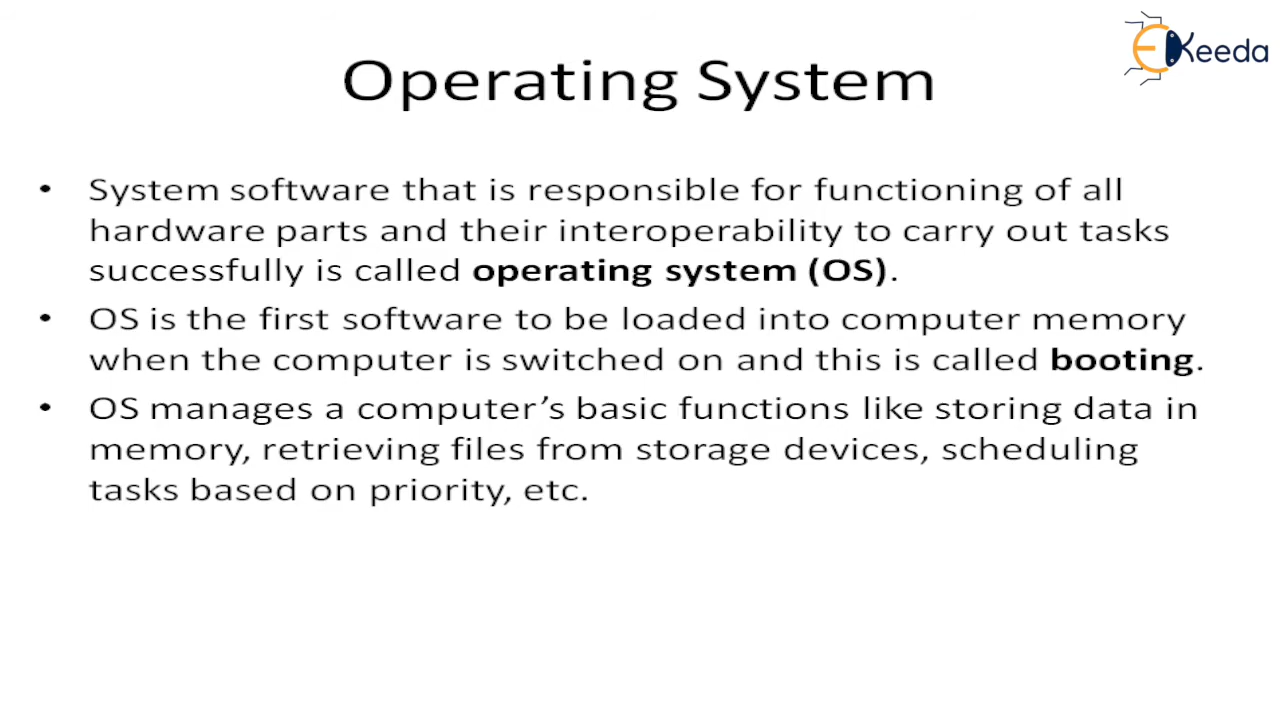 EKeeda
Operating System
• System software that is responsible for functioning of all
hardware parts and their interoperability to carry out tasks
successfully is called operating system (OS).
• OS is the first software to be loaded into computer memory
when the computer is switched on and this is called booting.
• OS manages a computer’s basic functions like storing data in
memory, retrieving files from storage devices, scheduling
tasks based on priority, etc.